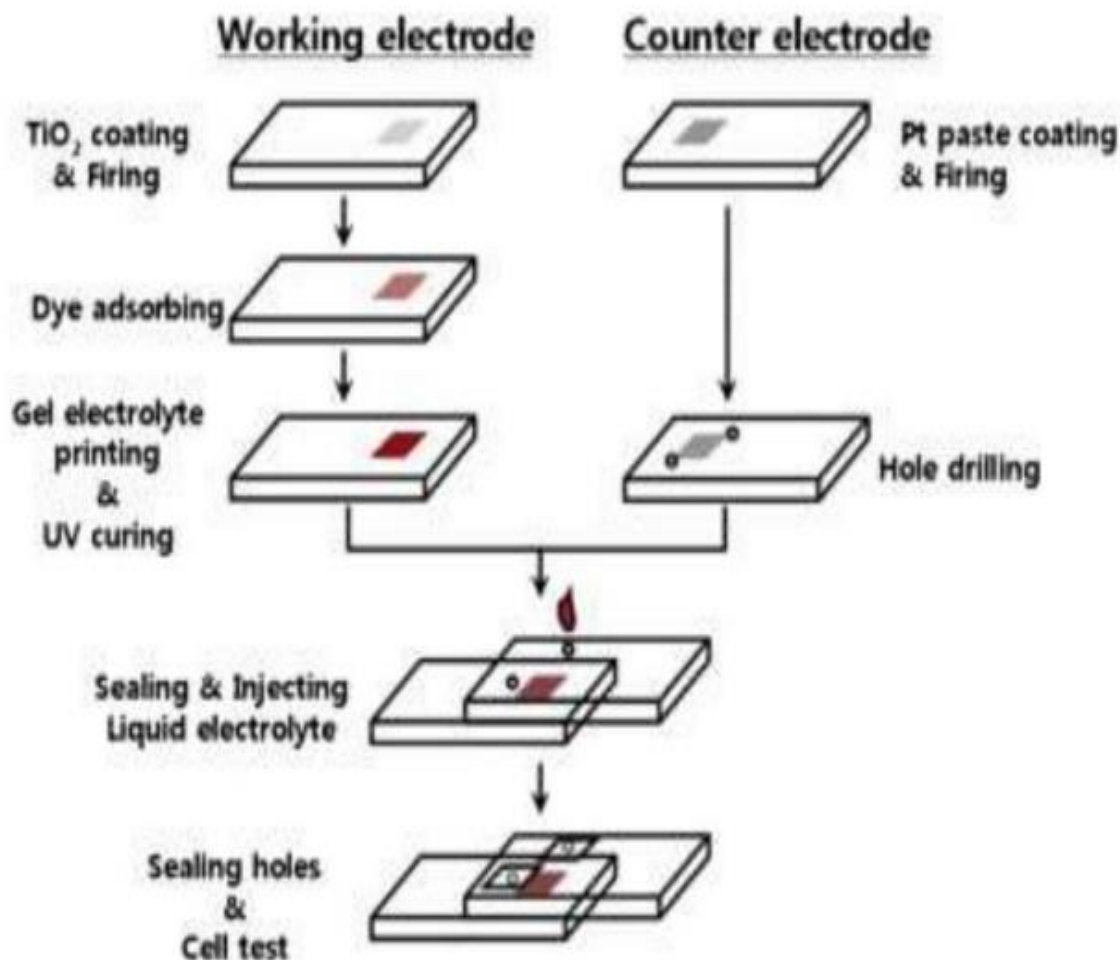 Working electrode
Counter electrode
TiO₂ coating
& Firing
Pt paste coating
& Firing
Dye adsorbing
Gel electrolyte
printing
&
UV curing
Hole drilling
Sealing & Injecting
Liquid electrolyte
Sealing holes
&
Cell test